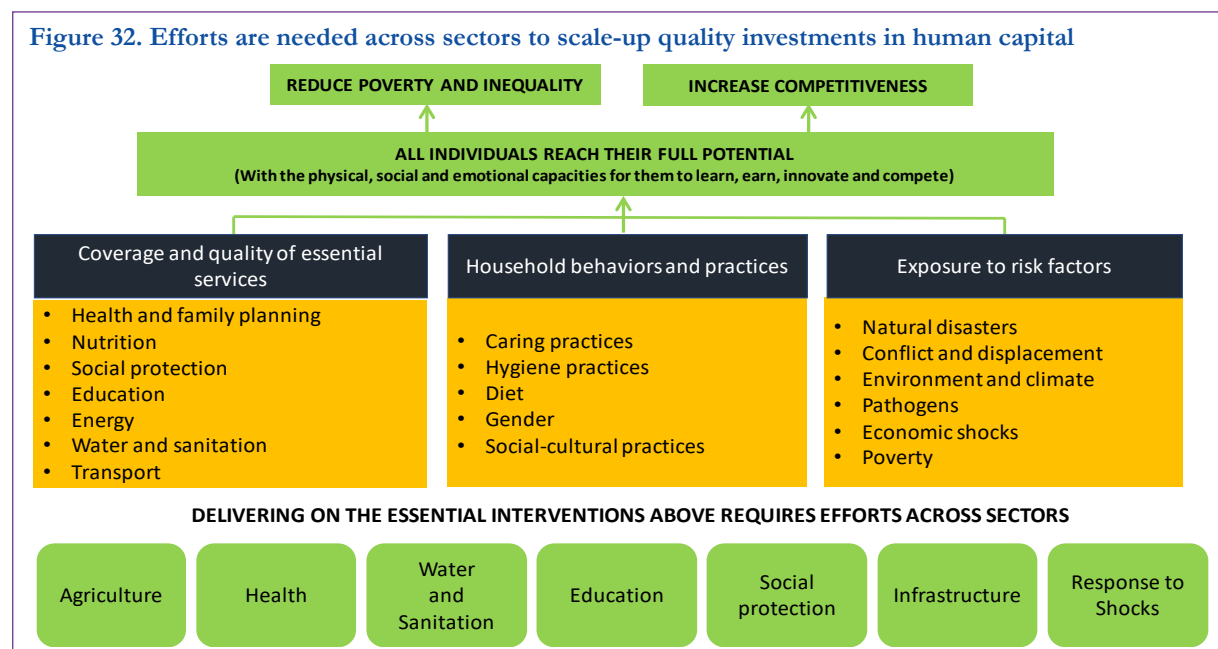 Figure 32. Efforts are needed across sectors to scale-up quality investments in human capital
REDUCE POVERTY AND INEQUALITY
INCREASE COMPETITIVENESS
ALL INDIVIDUALS REACH THEIR FULL POTENTIAL
(With the physical, social and emotional capacities for them to learn, earn, innovate and compete)
Coverage and quality of essential
services
• Health and family planning
• Nutrition
• Social protection
• Education
• Energy
• Water and sanitation
• Transport
Household behaviors and practices
• Caring practices
• Hygiene practices
• Diet
• Gender
• Social-cultural practices
Exposure to risk factors
• Natural disasters
• Conflict and displacement
• Environment and climate
• Pathogens
• Economic shocks
• Poverty
DELIVERING ON THE ESSENTIAL INTERVENTIONS ABOVE REQUIRES EFFORTS ACROSS SECTORS
Agriculture
Health
Water
and
Sanitation
Education
Social
protection
Infrastructure
Response to
Shocks